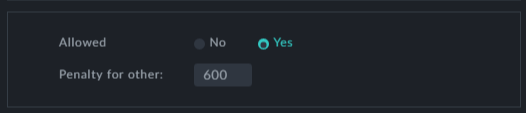 Allowed No Yes
Penalty for other: 600